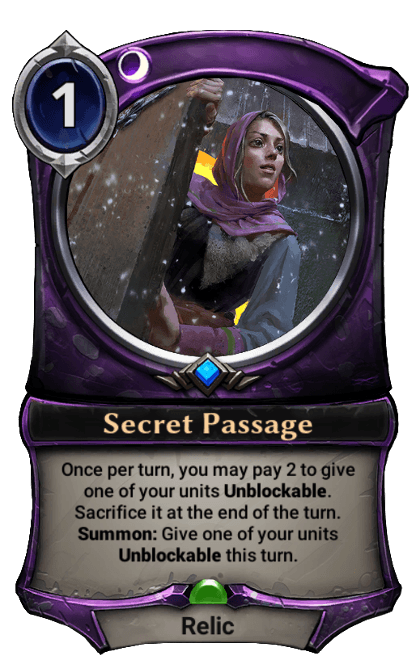 1
Secret Passage
Once per turn, you may pay 2 to give
one of your units Unblockable.
Sacrifice it at the end of the turn.
Summon: Give one of your units
Unblockable this turn.
Relic